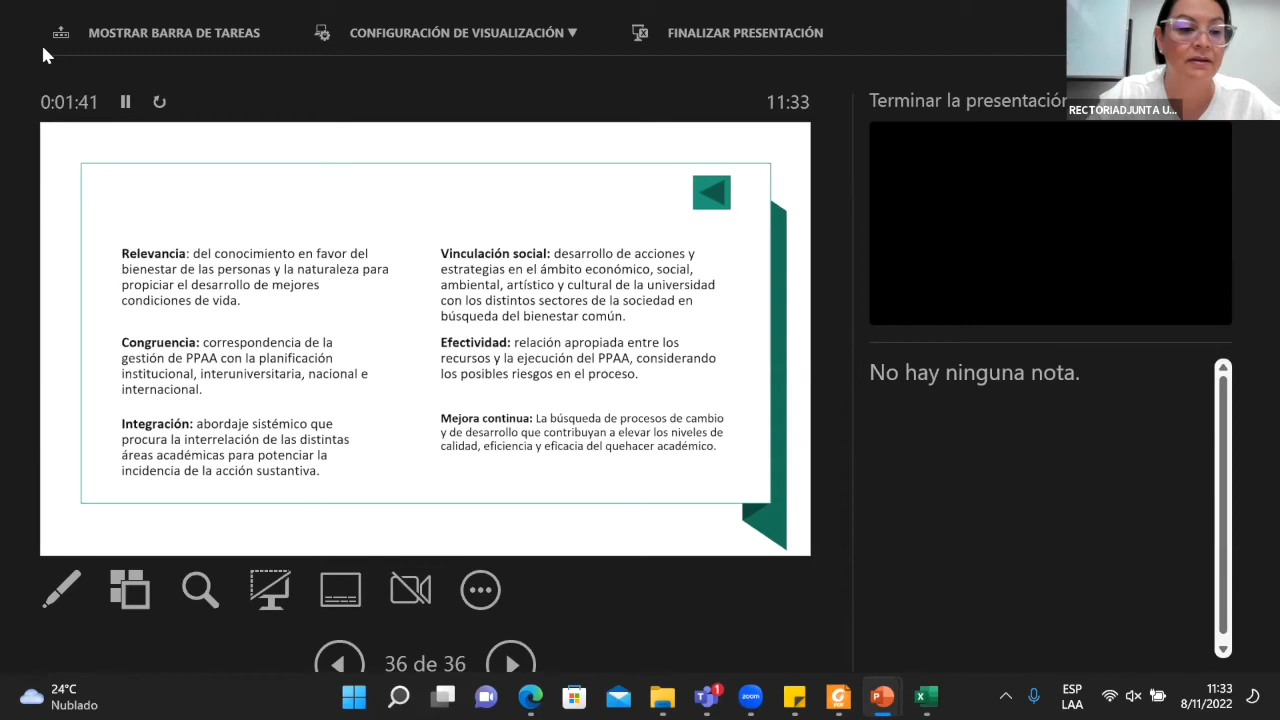 MOSTRAR BARRA DE TAREAS
CONFIGURACIÓN DE VISUALIZACIÓN ▼
FINALIZAR PRESENTACIÓN
RECTORIADJUNTA U...
0:01:41
11:33
Terminar la presentación
Relevancia: del conocimiento en favor del
bienestar de las personas y la naturaleza para
propiciar el desarrollo de mejores
condiciones de vida.
Congruencia: correspondencia de la
gestión de PPAA con la planificación
institucional, interuniversitaria, nacional e
internacional.
Integración: abordaje sistémico que
procura la interrelación de las distintas
áreas académicas para potenciar la
incidencia de la acción sustantiva.
Vinculación social: desarrollo de acciones y
estrategias en el ámbito económico, social,
ambiental, artístico y cultural de la universidad
con los distintos sectores de la sociedad en
búsqueda del bienestar común.
Efectividad: relación apropiada entre los
recursos y la ejecución del PPAA, considerando
los posibles riesgos en el proceso.
Mejora continua: La búsqueda de procesos de cambio
y de desarrollo que contribuyan a elevar los niveles de
calidad, eficiencia y eficacia del quehacer académico.
No hay ninguna nota.
36 de 36
24°C
Nublado
1
zoom
PDF
ESP
LAA
11:33
8/11/2022